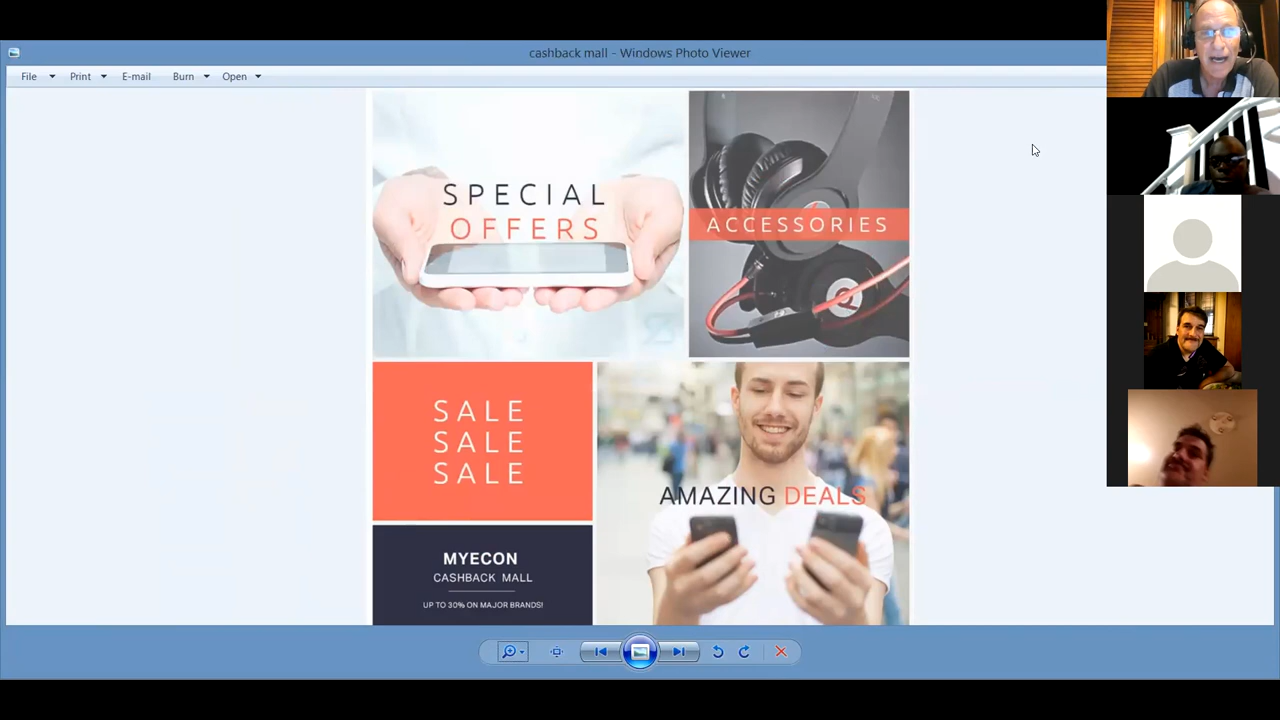 cashback mall - Windows Photo Viewer
File Print E-mail Burn Open
SPECIAL
OFFERS
ACCESSORIES
SALE
SALE
SALE
AMAZING DEALS
MYECON
CASHBACK MALL
UP TO 30% ON MAJOR BRANDS!